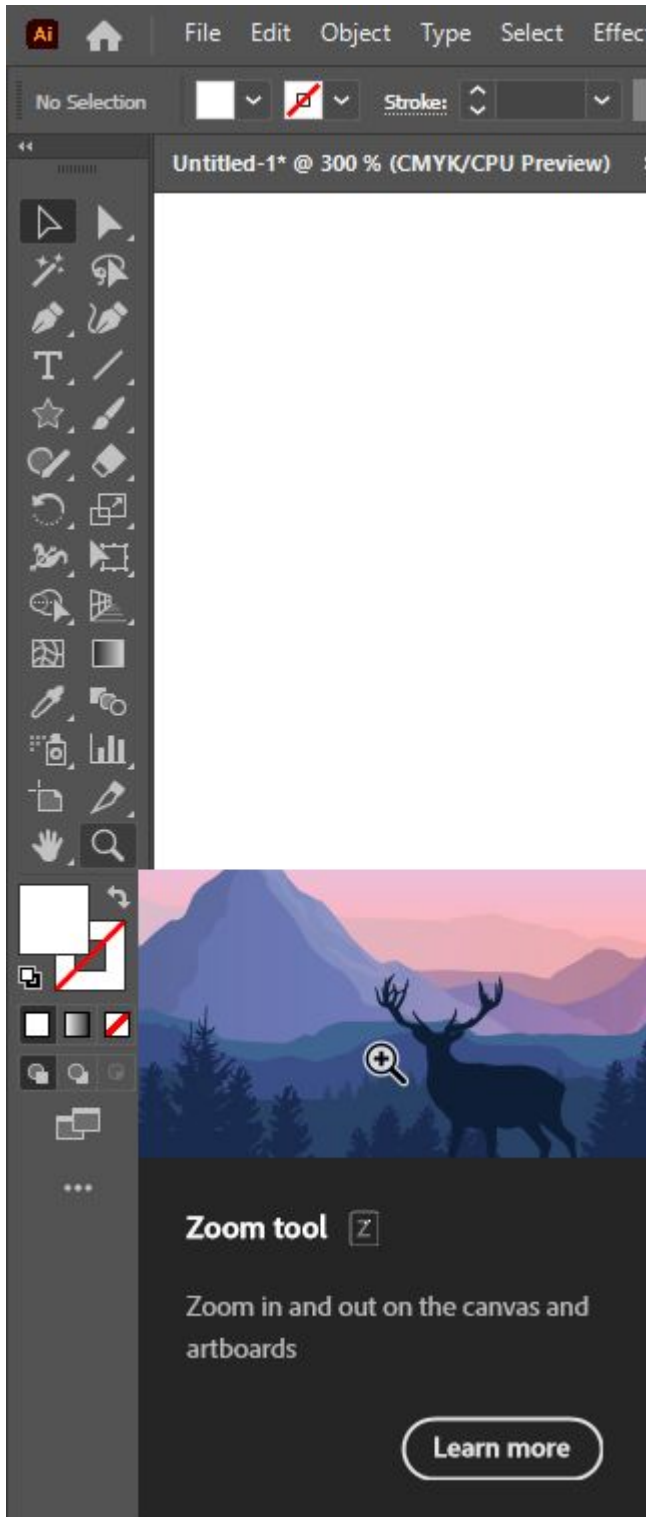 Ai File Edit Object Type Select Effec
No Selection Stroke:
Untitled-1* @ 300 % (CMYK/CPU Preview)
T
Zoom tool Z
Zoom in and out on the canvas and
artboards
Learn more